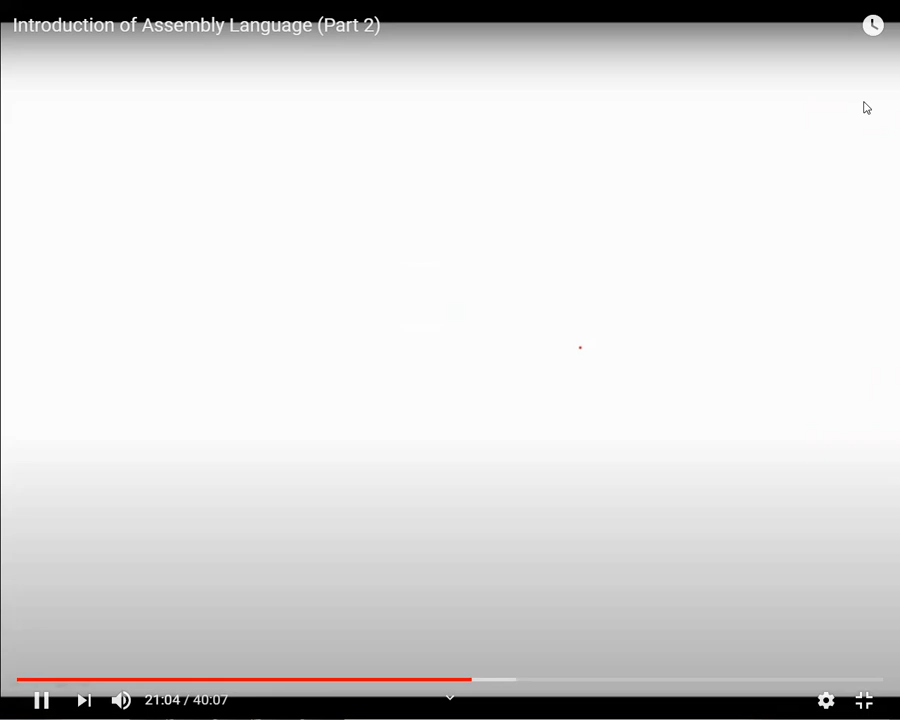 Introduction of Assembly Language (Part 2)
21:04 / 40:07